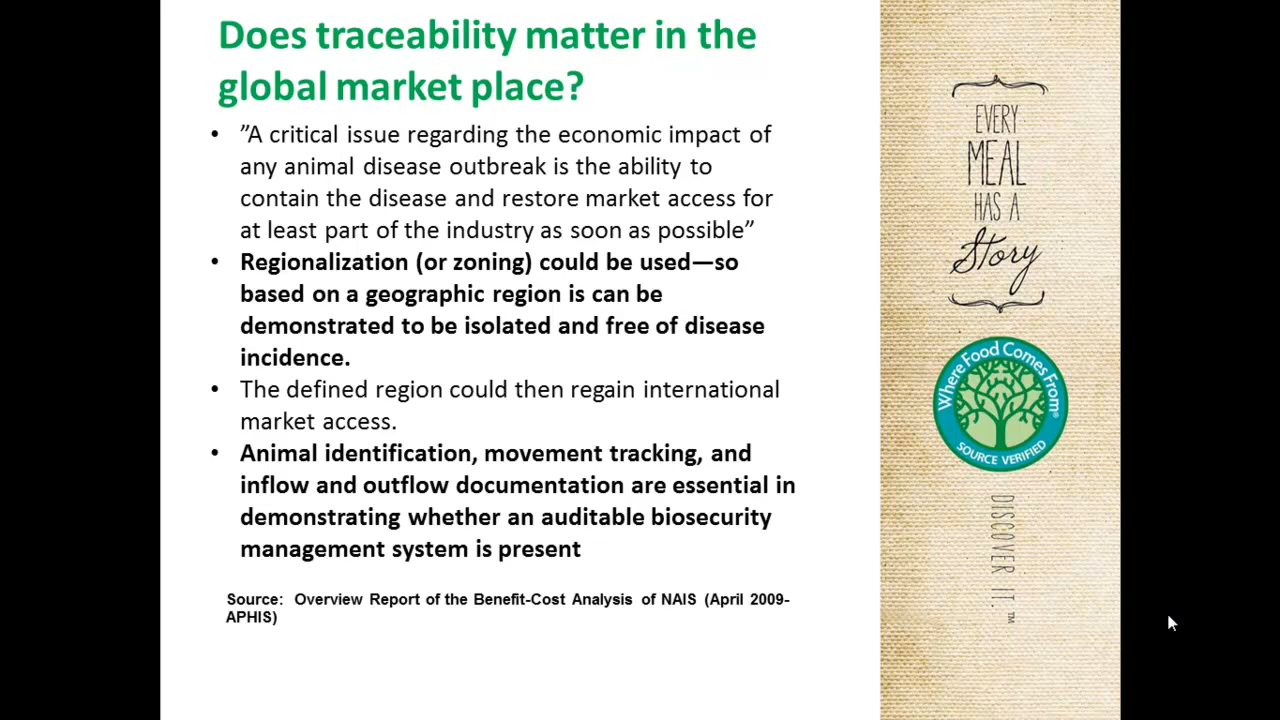 Does traceability matter in the
global market place?
• ”A critical issue regarding the economic impact of
any animal disease outbreak is the ability to
contain the disease and restore market access for
at least part of the industry as soon as possible”
• Regionalization (or zoning) could be used—so
based on a geographic region is can be
demonstrated to be isolated and free of disease
incidence.
• The defined region could then regain international
market access.
• Animal identification, movement tracking, and
inflow and outflow documentation are essential in
demonstrating whether an auditable biosecurity
management system is present
Source: Overview Report of the Benefit-Cost Analysis of NAIS (April 2009-
APHIS)
EVERY
MEAL
HAS A
Story
Where Food Comes From®
SOURCE VERIFIED
DISCOVER IT.™